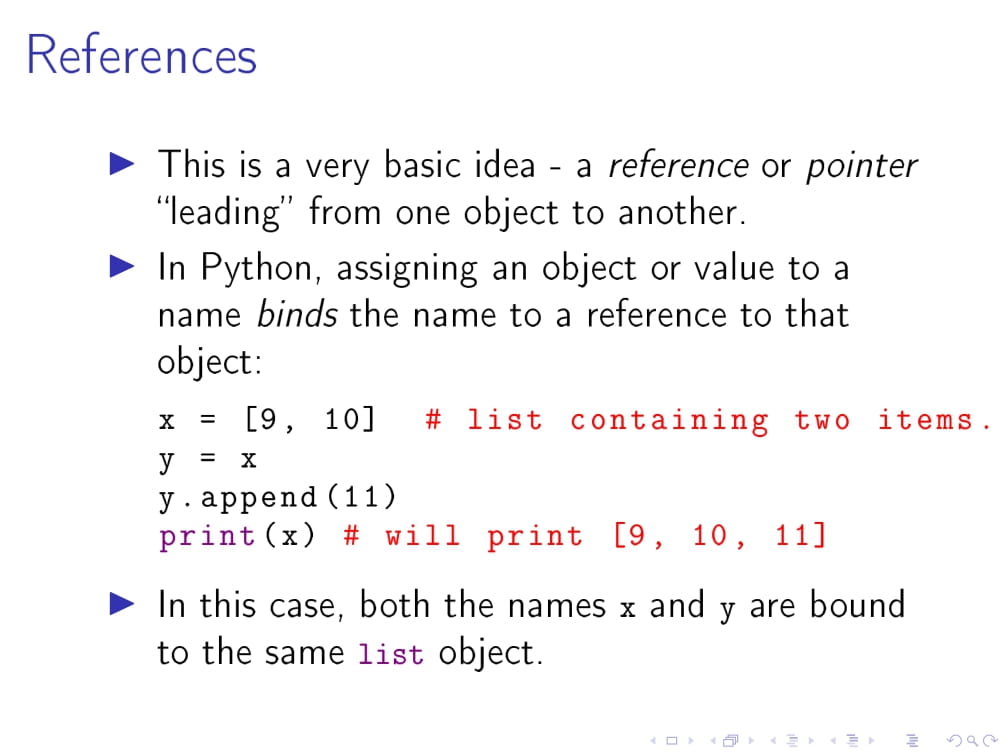 References
This is a very basic idea - a reference or pointer
“leading” from one object to another.
In Python, assigning an object or value to a
name binds the name to a reference to that
object:
x = [9, 10]  # list containing two items.
y = x
y.append(11)
print(x) # will print [9, 10, 11]
In this case, both the names x and y are bound
to the same list object.